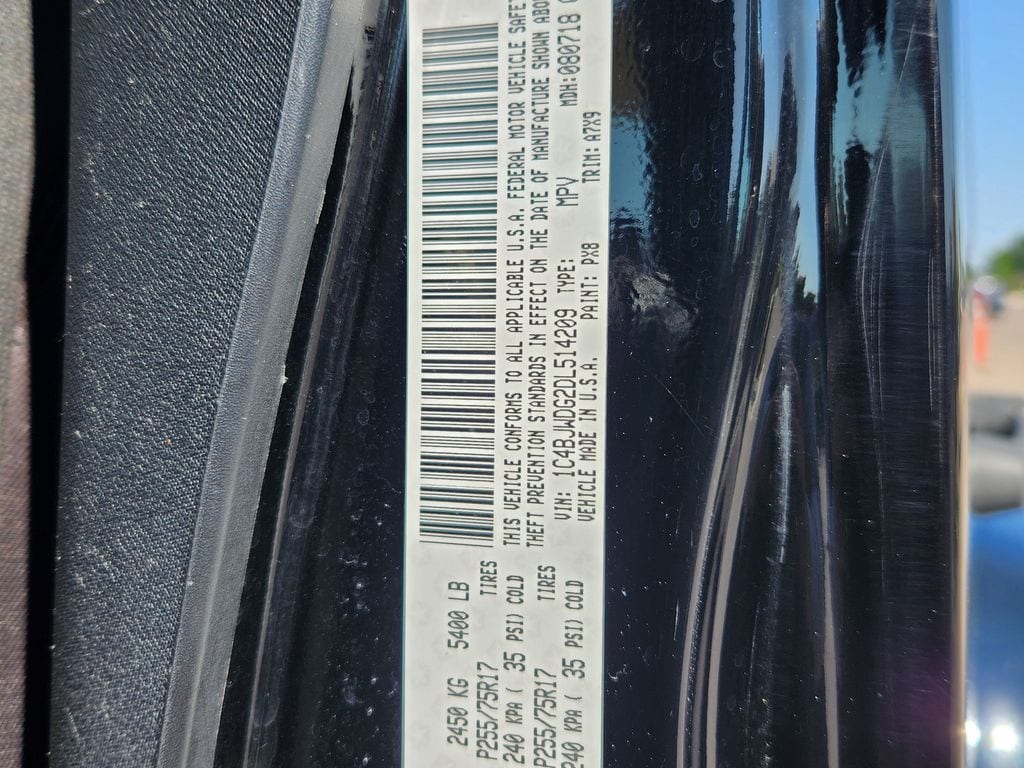 2450 KG 5400 LB
P255/75R17 TIRES
240 KPA ( 35 PSI) COLD
P255/75R17 TIRES
240 KPA ( 35 PSI) COLD
THIS VEHICLE CONFORMS TO ALL APPLICABLE U.S.A. FEDERAL MOTOR VEHICLE
THEFT PREVENTION STANDARDS IN EFFECT ON THE DATE OF MANUFACTURE SHOWN
VIN: 1C4BJWDG2DL514209 TYPE: MPV MDH:080718
VEHICLE MADE IN U.S.A. PAINT: PX8 TRIM: A7X9